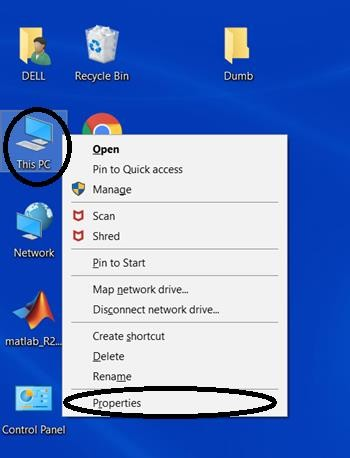 DELL
Recycle Bin
Dumb
This PC
Open
Pin to Quick access
Manage
Scan
Shred
Pin to Start
Map network drive...
Disconnect network drive...
Create shortcut
Delete
Rename
Properties
Network
matlab_R2...
Control Panel